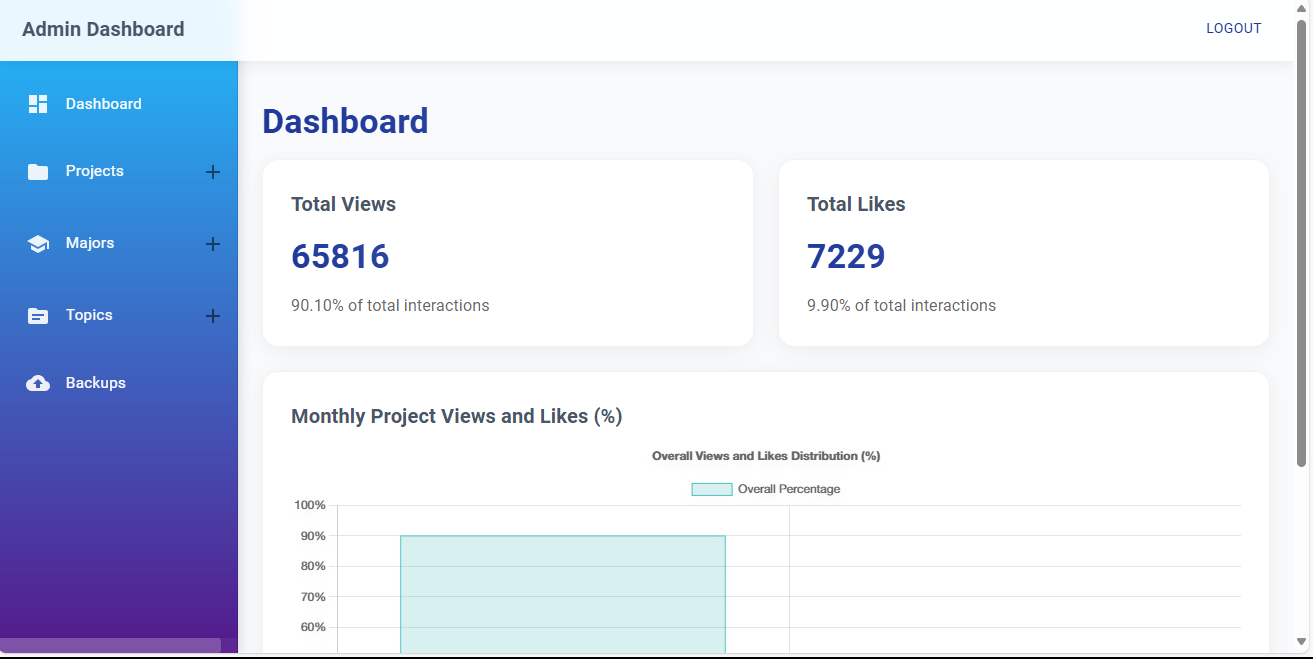 Admin Dashboard
LOGOUT
Dashboard
Projects
Majors
Topics
Backups
Dashboard
Total Views
65816
90.10% of total interactions
Total Likes
7229
9.90% of total interactions
Monthly Project Views and Likes (%)
Overall Views and Likes Distribution (%)
Overall Percentage
100%
90%
80%
70%
60%